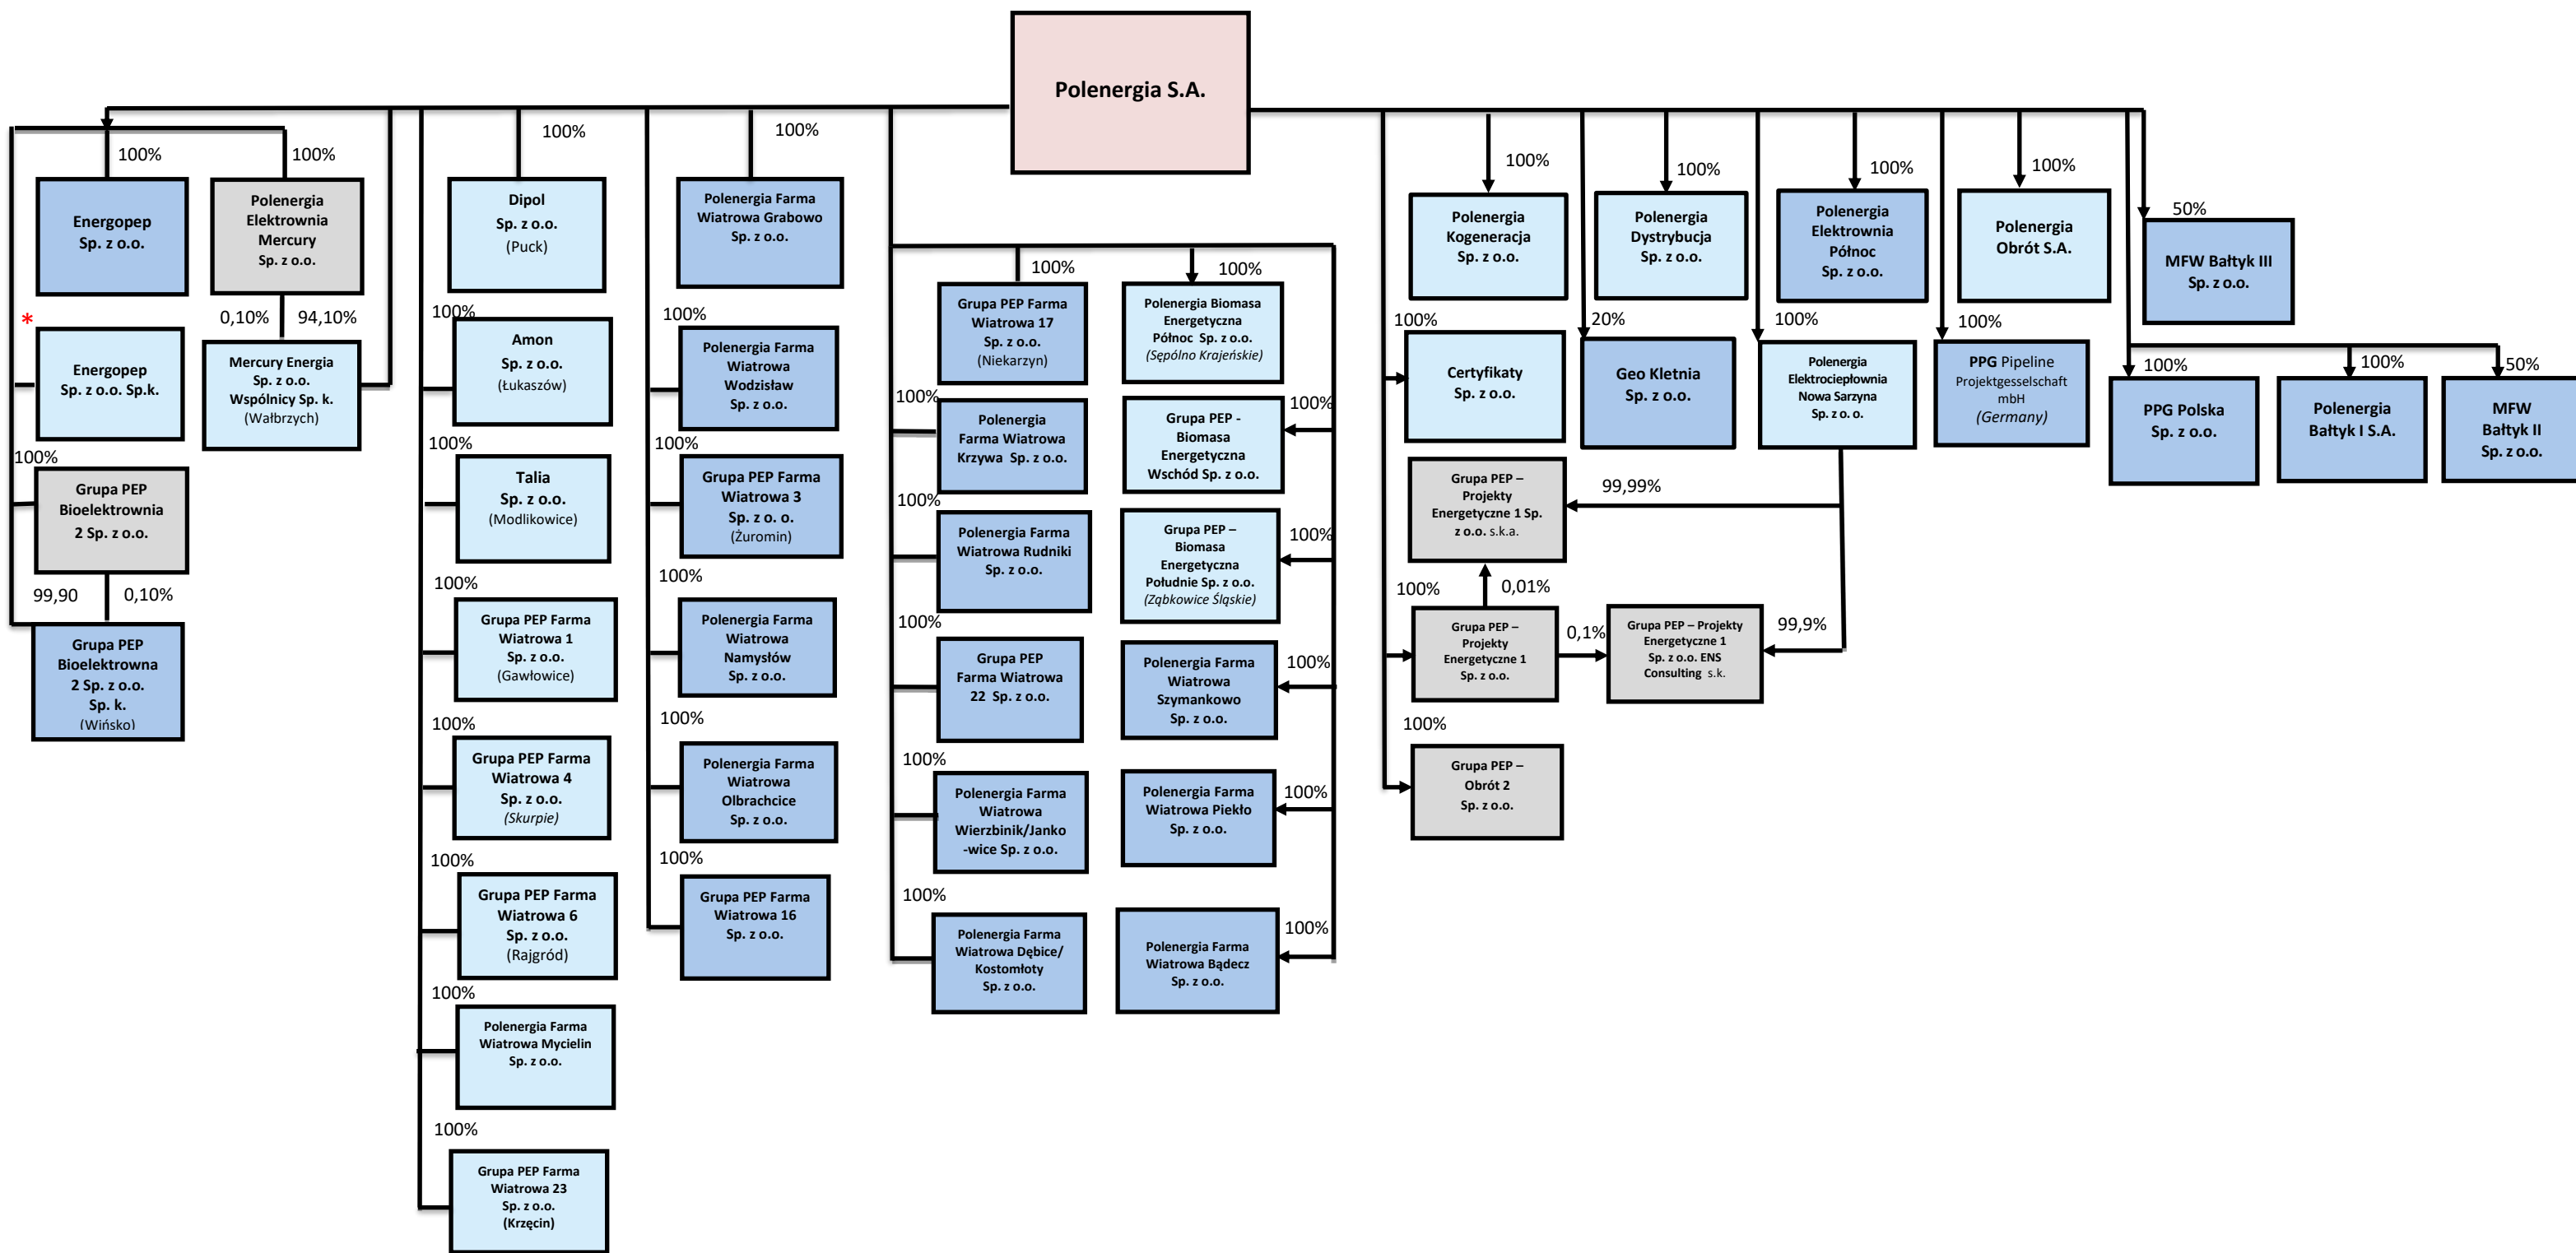 Polenergia S.A.
100%
Energopep
Sp. z o.o.
*
Energopep
Sp. z o.o. Sp.k.
100%
Grupa PEP
Bioelektrownia
2 Sp. z o.o.
99,90
0,10%
Grupa PEP
Bioelektrowna
2 Sp. z o.o.
Sp. k.
(Wińsko)
100%
Polenergia
Elektrownia
Mercury
Sp. z o.o.
0,10%
94,10%
Mercury Energia
Sp. z o.o.
Wspólnicy Sp. k.
(Wałbrzych)
100%
Dipol
Sp. z o.o.
(Puck)
100%
Amon
Sp. z o.o.
(Łukaszów)
100%
Talia
Sp. z o.o.
(Modlikowice)
100%
Grupa PEP Farma
Wiatrowa 1
Sp. z o.o.
(Gawłowice)
100%
Grupa PEP Farma
Wiatrowa 4
Sp. z o.o.
(Skurpie)
100%
Grupa PEP Farma
Wiatrowa 6
Sp. z o.o.
(Rajgród)
100%
Polenergia Farma
Wiatrowa Mycielin
Sp. z o.o.
100%
Grupa PEP Farma
Wiatrowa 23
Sp. z o.o.
(Krzęcin)
100%
Polenergia Farma
Wiatrowa Grabowo
Sp. z o.o.
100%
Polenergia Farma
Wiatrowa
Wodzisław
Sp. z o.o.
100%
Grupa PEP Farma
Wiatrowa 3
Sp. z o. o.
(Żuromin)
100%
Polenergia Farma
Wiatrowa
Namysłów
Sp. z o.o.
100%
Polenergia Farma
Wiatrowa
Olbrachcice
Sp. z o.o.
100%
Grupa PEP Farma
Wiatrowa 16
Sp. z o.o.
100%
Grupa PEP Farma
Wiatrowa 17
Sp. z o.o.
(Niekarzyn)
100%
Polenergia
Farma Wiatrowa
Krzywa Sp. z o.o.
100%
Polenergia Farma
Wiatrowa Rudniki
Sp. z o.o.
100%
Grupa PEP
Farma Wiatrowa
22 Sp. z o.o.
100%
Polenergia Farma
Wiatrowa
Wierzbinik/Janko
-wice Sp. z o.o.
100%
Polenergia Farma
Wiatrowa Dębice/
Kostomłoty
Sp. z o.o.
100%
Polenergia Biomasa
Energetyczna
Północ Sp. z o.o.
(Sępólno Krajeńskie)
100%
Grupa PEP -
Biomasa
Energetyczna
Wschód Sp. z o.o.
100%
Grupa PEP –
Biomasa
Energetyczna
Południe Sp. z o.o.
(Ząbkowice Śląskie)
100%
Polenergia Farma
Wiatrowa
Szymankowo
Sp. z o.o.
100%
Polenergia Farma
Wiatrowa Piekło
Sp. z o.o.
100%
Polenergia Farma
Wiatrowa Bądecz
Sp. z o.o.
100%
Polenergia
Kogeneracja
Sp. z o.o.
100%
Polenergia
Dystrybucja
Sp. z o.o.
100%
Polenergia
Elektrownia
Północ
Sp. z o.o.
100%
Polenergia
Obrót S.A.
50%
MFW Bałtyk III
Sp. z o.o.
100%
Certyfikaty
Sp. z o.o.
20%
Geo Kletnia
Sp. z o.o.
100%
Polenergia
Elektrociepłownia
Nowa Sarzyna
Sp. z o. o.
100%
PPG Pipeline
Projektgesselschaft
mbH
(Germany)
100%
PPG Polska
Sp. z o.o.
100%
Polenergia
Bałtyk I S.A.
50%
MFW
Bałtyk II
Sp. z o.o.
Grupa PEP –
Projekty
Energetyczne 1 Sp.
z o.o. s.k.a.
99,99%
100%
0,01%
Grupa PEP –
Projekty
Energetyczne 1
Sp. z o.o.
0,1%
Grupa PEP – Projekty
Energetyczne 1
Sp. z o.o. ENS
Consulting s.k.
99,9%
100%
Grupa PEP –
Obrót 2
Sp. z o.o.